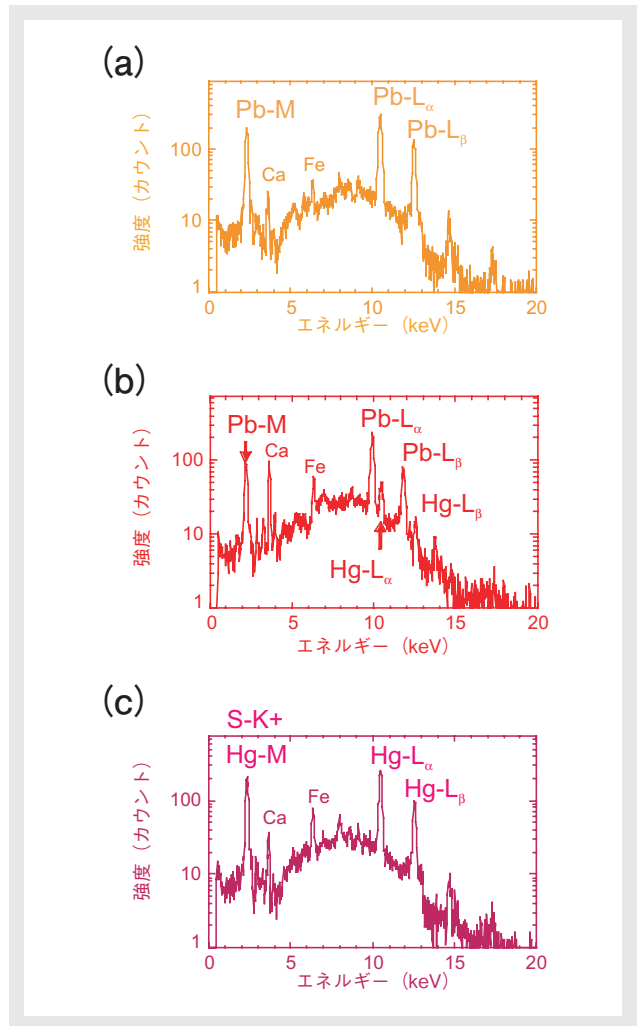 (a)
Pb-M
Pb-Lα
Pb-Lβ
Ca
Fe
100
10
1
強度（カウント）
0 5 10 15 20
エネルギー（keV）
(b)
Pb-M
Pb-Lα
Ca
Pb-Lβ
Fe
Hg-Lβ
Hg-Lα
100
10
1
強度（カウント）
0 5 10 15 20
エネルギー（keV）
(c)
S-K+
Hg-M
Hg-Lα
Hg-Lβ
Fe
Ca
100
10
1
強度（カウント）
0 5 10 15 20
エネルギー（keV）